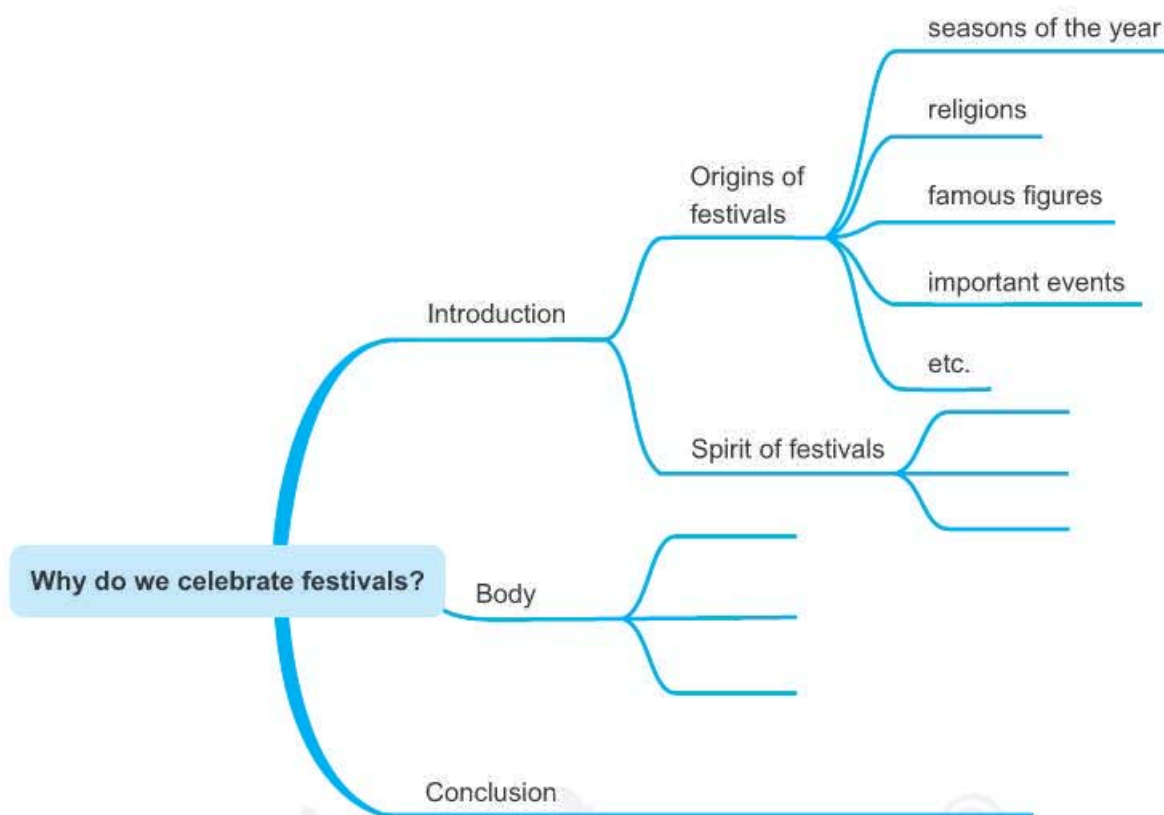 seasons of the year
religions
Origins of
festivals
famous figures
important events
Introduction
etc.
Spirit of festivals
Why do we celebrate festivals?
Body
Conclusion